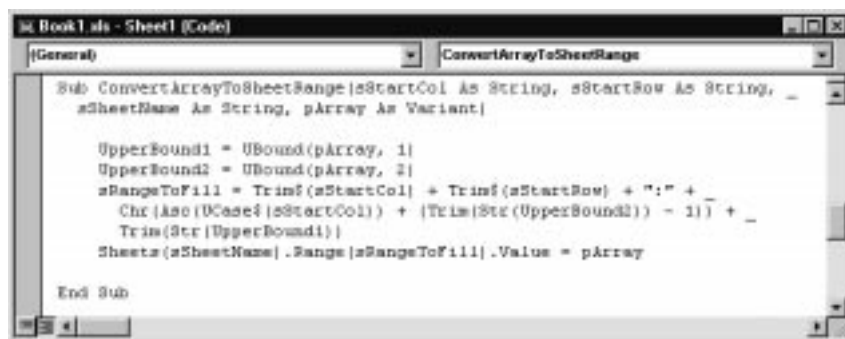 Book1.xls - Sheet1 (Code)
(General) ConvertArrayToSheetRange
Sub ConvertArrayToSheetRange(sStartCol As String, sStartRow As String, _
sSheetName As String, pArray As Variant)
UpperBound1 = UBound(pArray, 1)
UpperBound2 = UBound(pArray, 2)
sRangeToFill = Trim$(sStartCol) + Trim$(sStartRow) + ":" + _
Chr(Asc(UCase$(sStartCol)) + (Trim(Str(UpperBound2)) - 1)) + _
Trim(Str(UpperBound1))
Sheets(sSheetName).Range(sRangeToFill).Value = pArray
End Sub